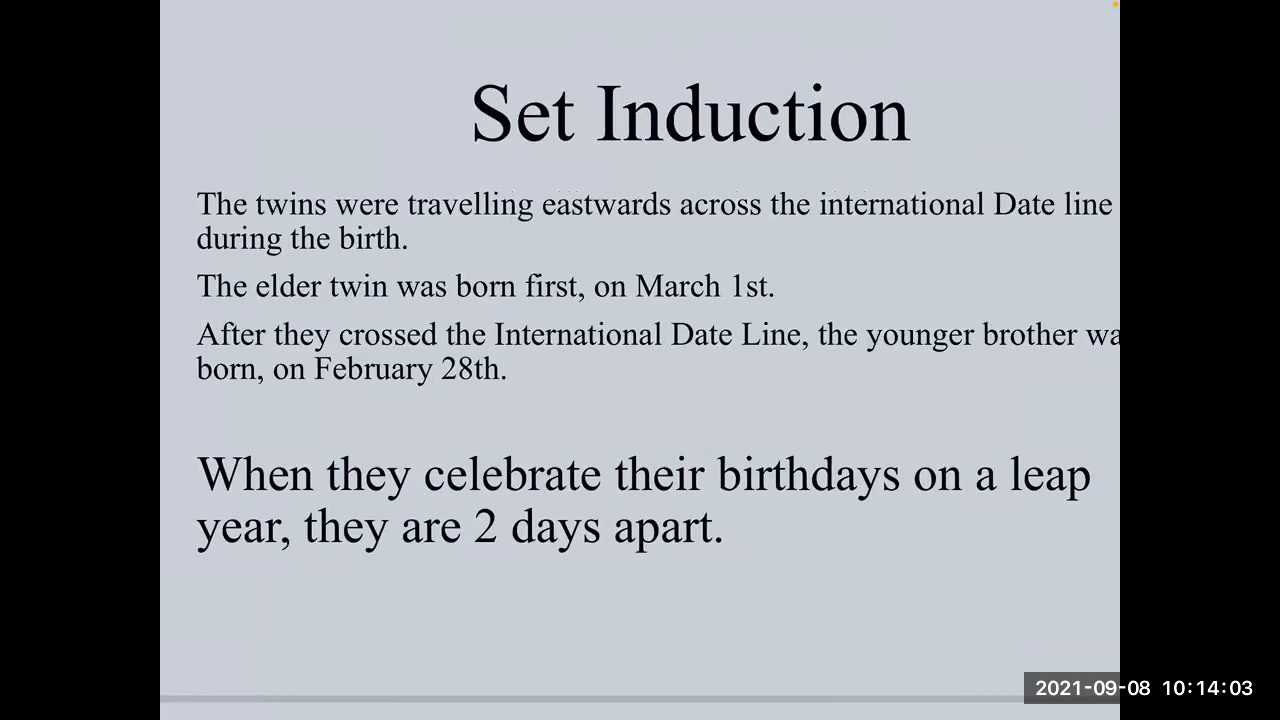 Set Induction
The twins were travelling eastwards across the international Date line
during the birth.
The elder twin was born first, on March 1st.
After they crossed the International Date Line, the younger brother wa
born, on February 28th.
When they celebrate their birthdays on a leap
year, they are 2 days apart.
2021-09-08 10:14:03